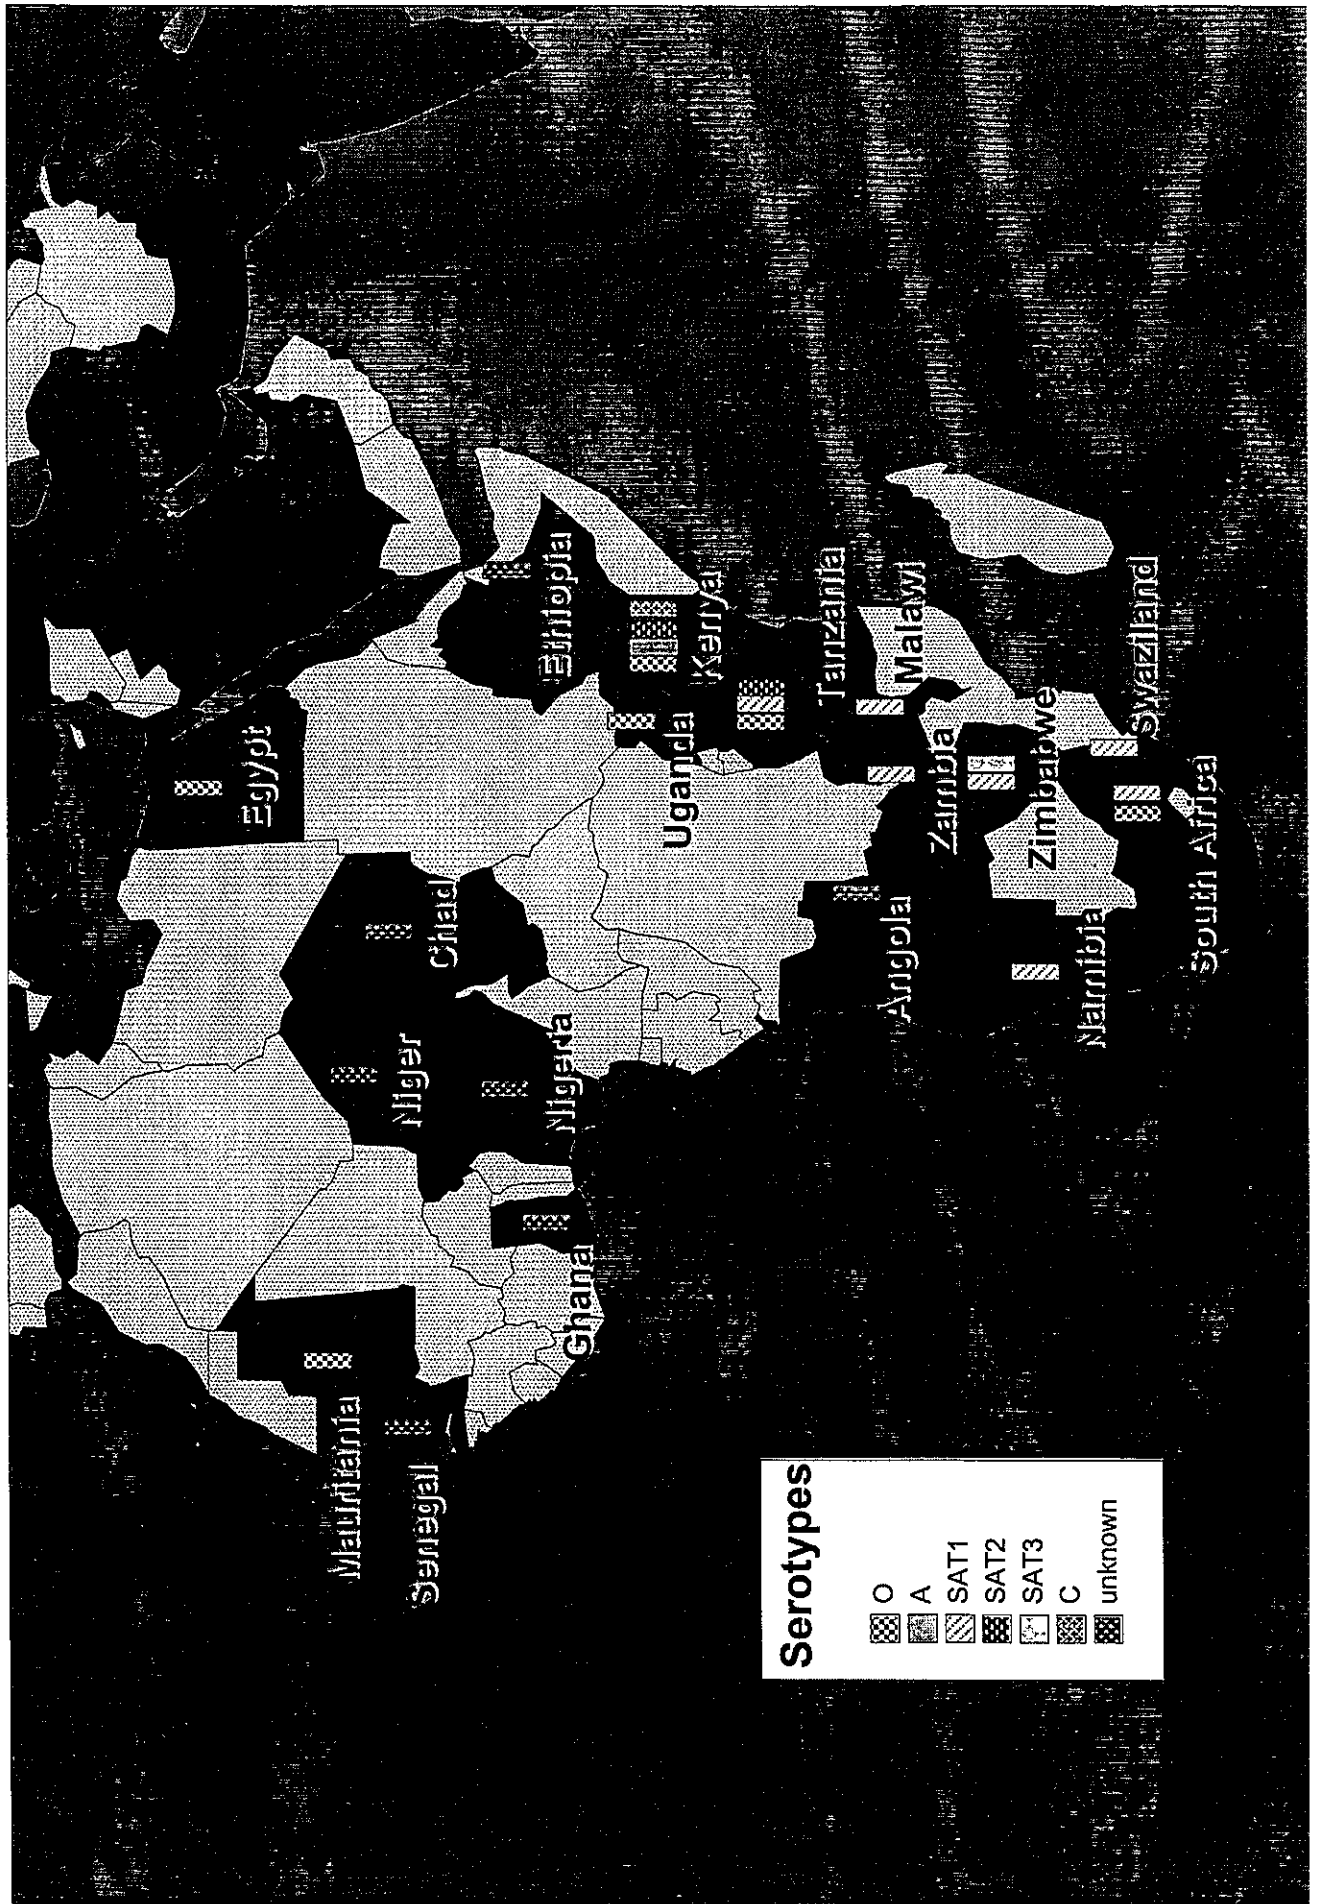 Egypt
Chad
Niger
Mauritania
Senegal
Nigeria
Ethiopia
Ghana
Uganda
Kenya
Tanzania
Angola
Malawi
Zambia
Zimbabwe
Namibia
Swaziland
South Africa
Serotypes
O
A
SAT1
SAT2
SAT3
C
unknown